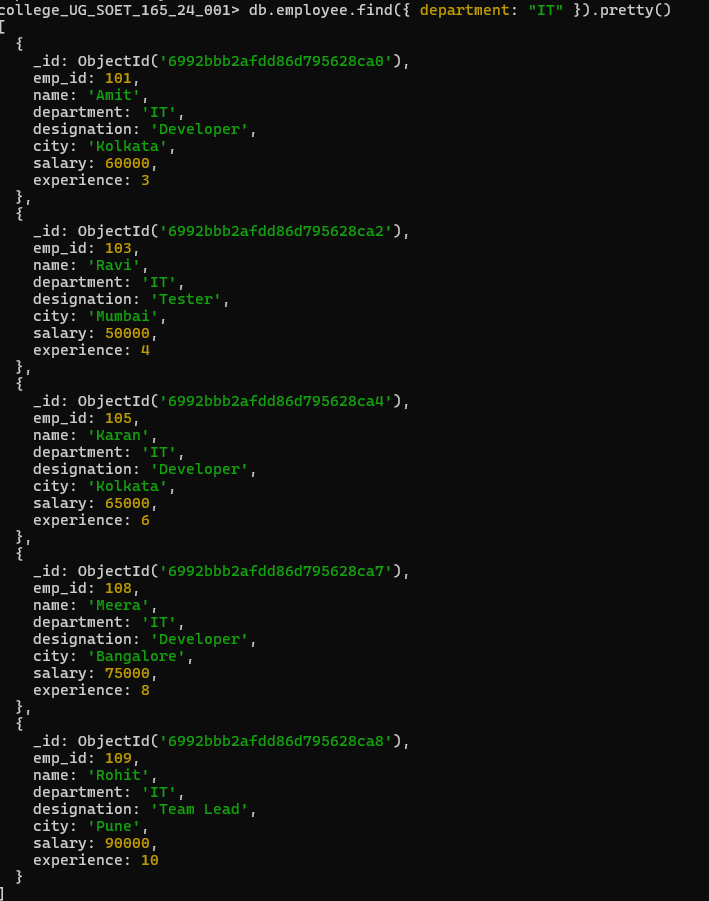 college_UG_SOET_165_24_001> db.employee.find({ department: "IT" }).pretty()
[
  {
    _id: ObjectId('6992bbb2afdd86d795628ca0'),
    emp_id: 101,
    name: 'Amit',
    department: 'IT',
    designation: 'Developer',
    city: 'Kolkata',
    salary: 60000,
    experience: 3
  },
  {
    _id: ObjectId('6992bbb2afdd86d795628ca2'),
    emp_id: 103,
    name: 'Ravi',
    department: 'IT',
    designation: 'Tester',
    city: 'Mumbai',
    salary: 50000,
    experience: 4
  },
  {
    _id: ObjectId('6992bbb2afdd86d795628ca4'),
    emp_id: 105,
    name: 'Karan',
    department: 'IT',
    designation: 'Developer',
    city: 'Kolkata',
    salary: 65000,
    experience: 6
  },
  {
    _id: ObjectId('6992bbb2afdd86d795628ca7'),
    emp_id: 108,
    name: 'Meera',
    department: 'IT',
    designation: 'Developer',
    city: 'Bangalore',
    salary: 75000,
    experience: 8
  },
  {
    _id: ObjectId('6992bbb2afdd86d795628ca8'),
    emp_id: 109,
    name: 'Rohit',
    department: 'IT',
    designation: 'Team Lead',
    city: 'Pune',
    salary: 90000,
    experience: 10
  }
]